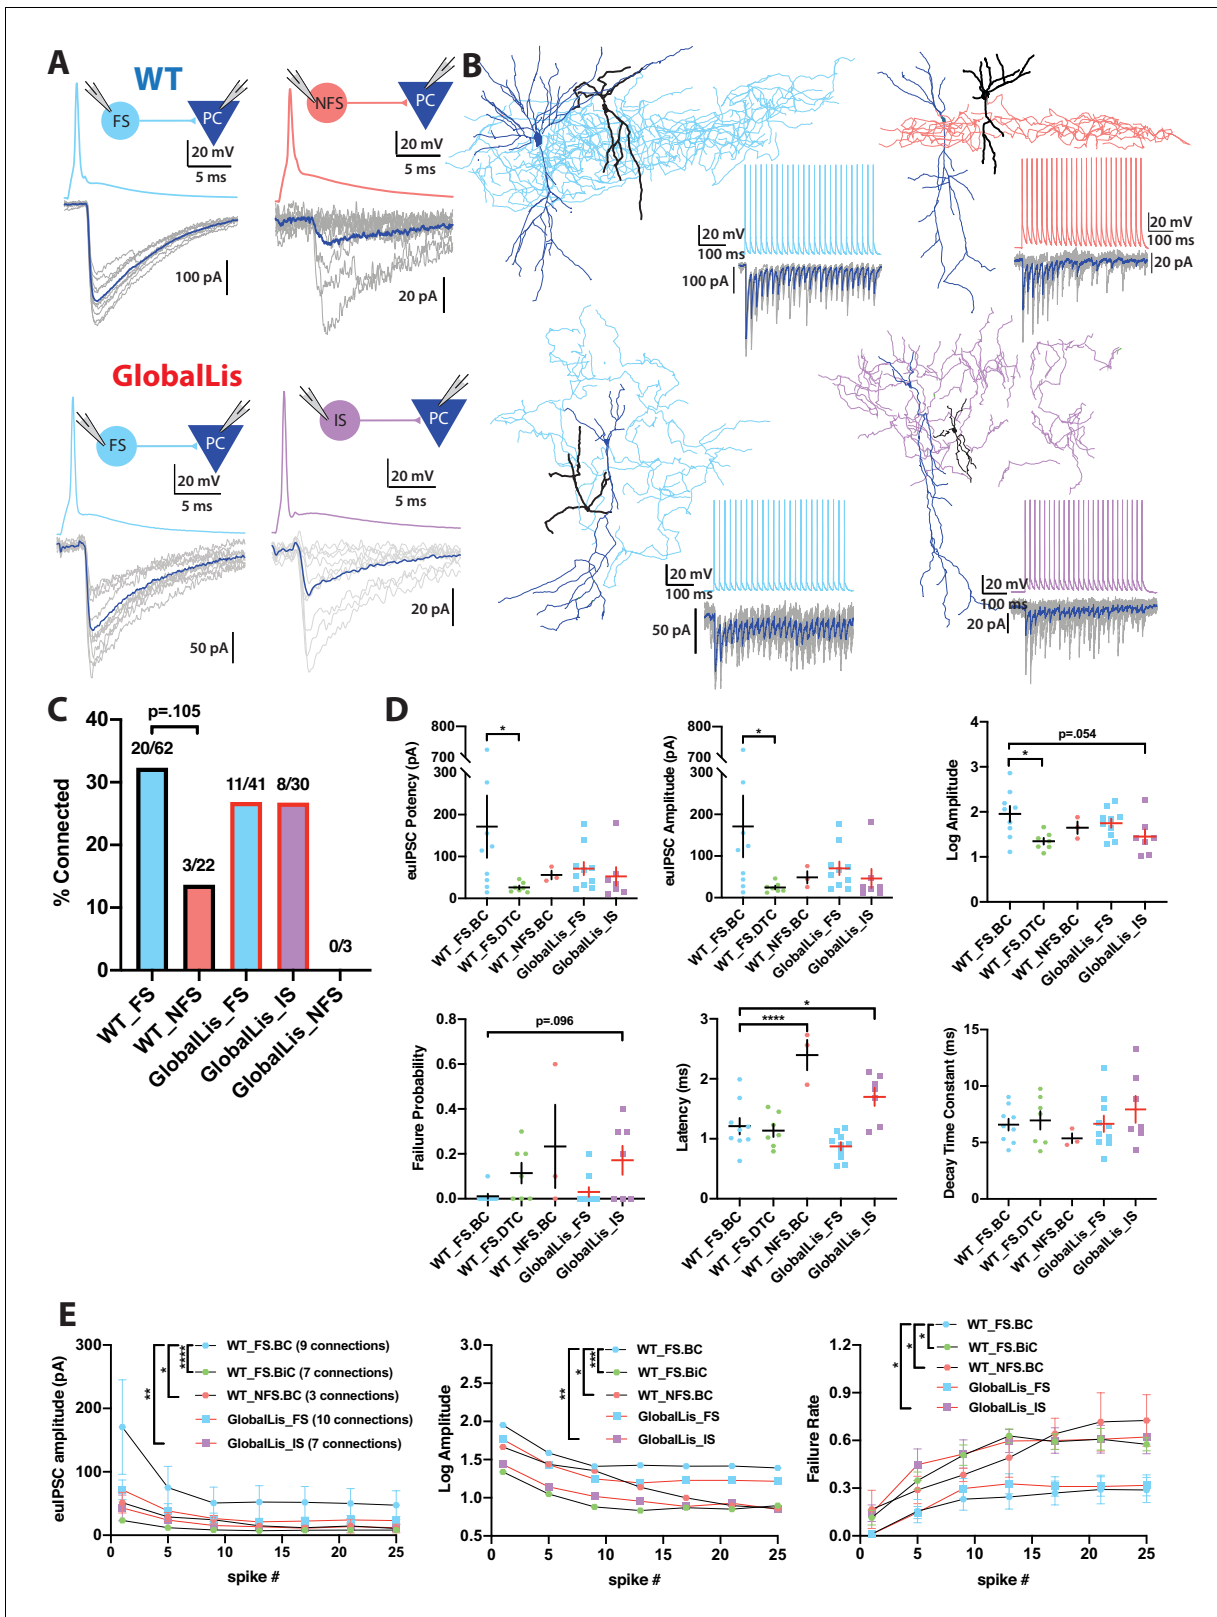 A
WT
FS
PC
20 mV
5 ms
100 pA
NFS
PC
20 mV
5 ms
20 pA
B
20 mV
100 ms
100 pA
20 mV
100 ms
20 pA
GlobalLis
FS
PC
20 mV
5 ms
50 pA
IS
PC
20 mV
5 ms
20 pA
20 mV
100 ms
50 pA
20 mV
100 ms
20 pA
C
% Connected
40
30
20
10
0
p=.105
20/62
3/22
11/41
8/30
0/3
WT_FS
WT_NFS
GlobalLis_FS
GlobalLis_IS
GlobalLis_NFS
D
euIPSC Potency (pA)
800
700
300
200
100
0
*
WT_FS.BC
WT_FS.DTC
WT_NFS.BC
GlobalLis_FS
GlobalLis_IS
euIPSC Amplitude (pA)
800
700
300
200
100
0
*
WT_FS.BC
WT_FS.DTC
WT_NFS.BC
GlobalLis_FS
GlobalLis_IS
Log Amplitude
4
3
2
1
0
p=.054
*
WT_FS.BC
WT_FS.DTC
WT_NFS.BC
GlobalLis_FS
GlobalLis_IS
Failure Probability
0.8
0.6
0.4
0.2
0.0
p=.096
WT_FS.BC
WT_FS.DTC
WT_NFS.BC
GlobalLis_FS
GlobalLis_IS
Latency (ms)
3
2
1
0
*
****
WT_FS.BC
WT_FS.DTC
WT_NFS.BC
GlobalLis_FS
GlobalLis_IS
Decay Time Constant (ms)
15
10
5
0
WT_FS.BC
WT_FS.DTC
WT_NFS.BC
GlobalLis_FS
GlobalLis_IS
E
euIPSC amplitude (pA)
300
200
100
0
0 5 10 15 20 25
spike #
**
*
****
WT_FS.BC (9 connections)
WT_FS.BiC (7 connections)
WT_NFS.BC (3 connections)
GlobalLis_FS (10 connections)
GlobalLis_IS (7 connections)
Log Amplitude
3.0
2.5
2.0
1.5
1.0
0.5
0 5 10 15 20 25
spike #
**
*
***
WT_FS.BC
WT_FS.BiC
WT_NFS.BC
GlobalLis_FS
GlobalLis_IS
Failure Rate
1.2
0.9
0.6
0.3
0.0
0 5 10 15 20 25
spike #
*
*
*
WT_FS.BC
WT_FS.BiC
WT_NFS.BC
GlobalLis_FS
GlobalLis_IS